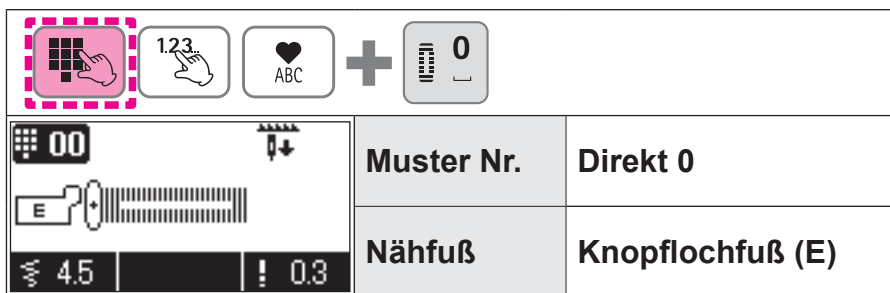 1.2.3...
ABC
0
00
E
4.5
! 0.3
Muster Nr.
Direkt 0
Nähfuß
Knopflochfuß (E)